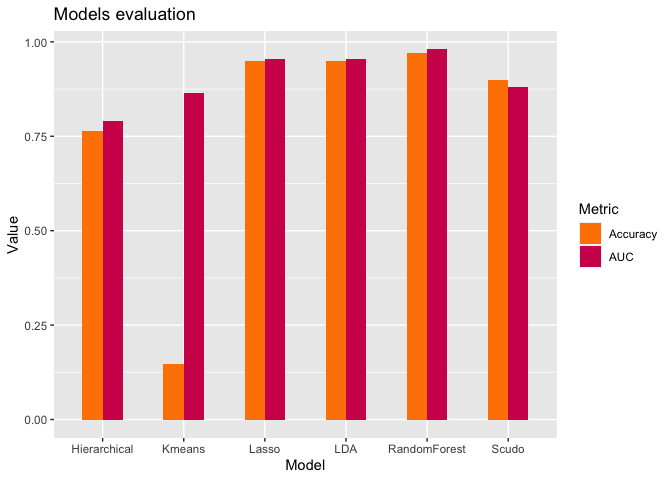 Models evaluation
1.00
0.75
0.50
0.25
0.00
Value
Hierarchical Kmeans Lasso LDA RandomForest Scudo
Model
Metric
Accuracy
AUC